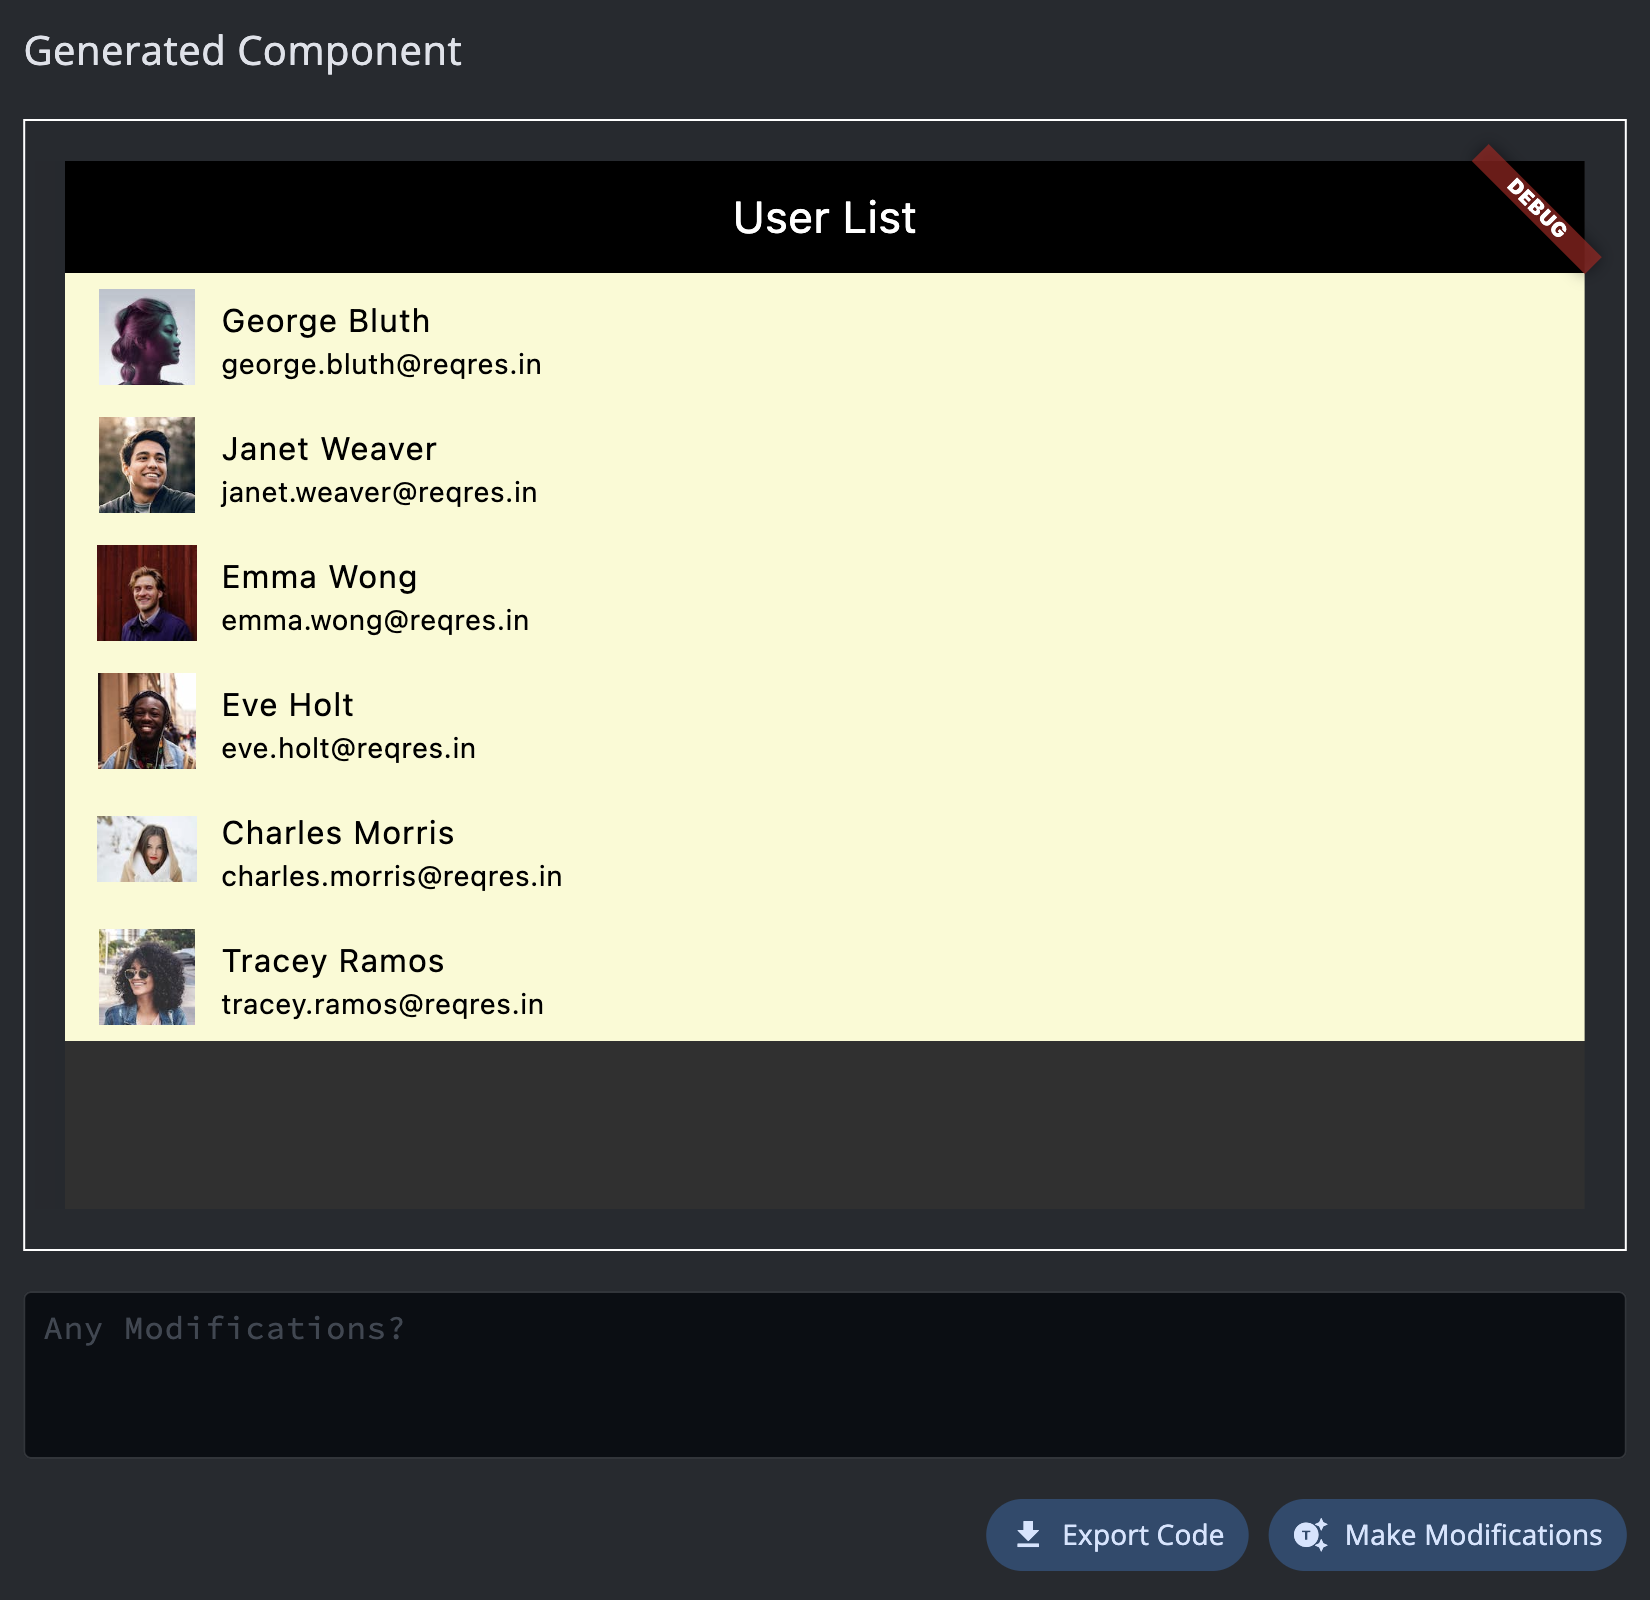 Generated Component
User List
DEBUG
George Bluth
george.bluth@reqres.in
Janet Weaver
janet.weaver@reqres.in
Emma Wong
emma.wong@reqres.in
Eve Holt
eve.holt@reqres.in
Charles Morris
charles.morris@reqres.in
Tracey Ramos
tracey.ramos@reqres.in
Any Modifications?
Export Code
T
Make Modifications